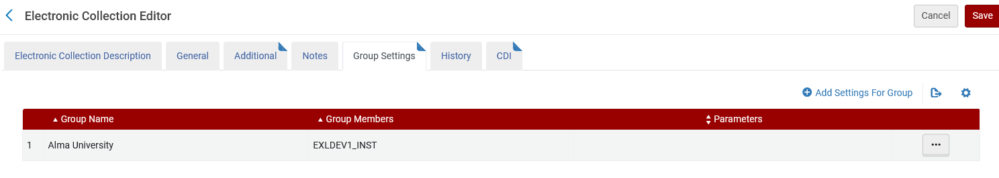 Electronic Collection Editor
Cancel
Save
Electronic Collection Description
General
Additional
Notes
Group Settings
History
CDI
Add Settings For Group
Group Name
Group Members
Parameters
1
Alma University
EXLDEV1_INST